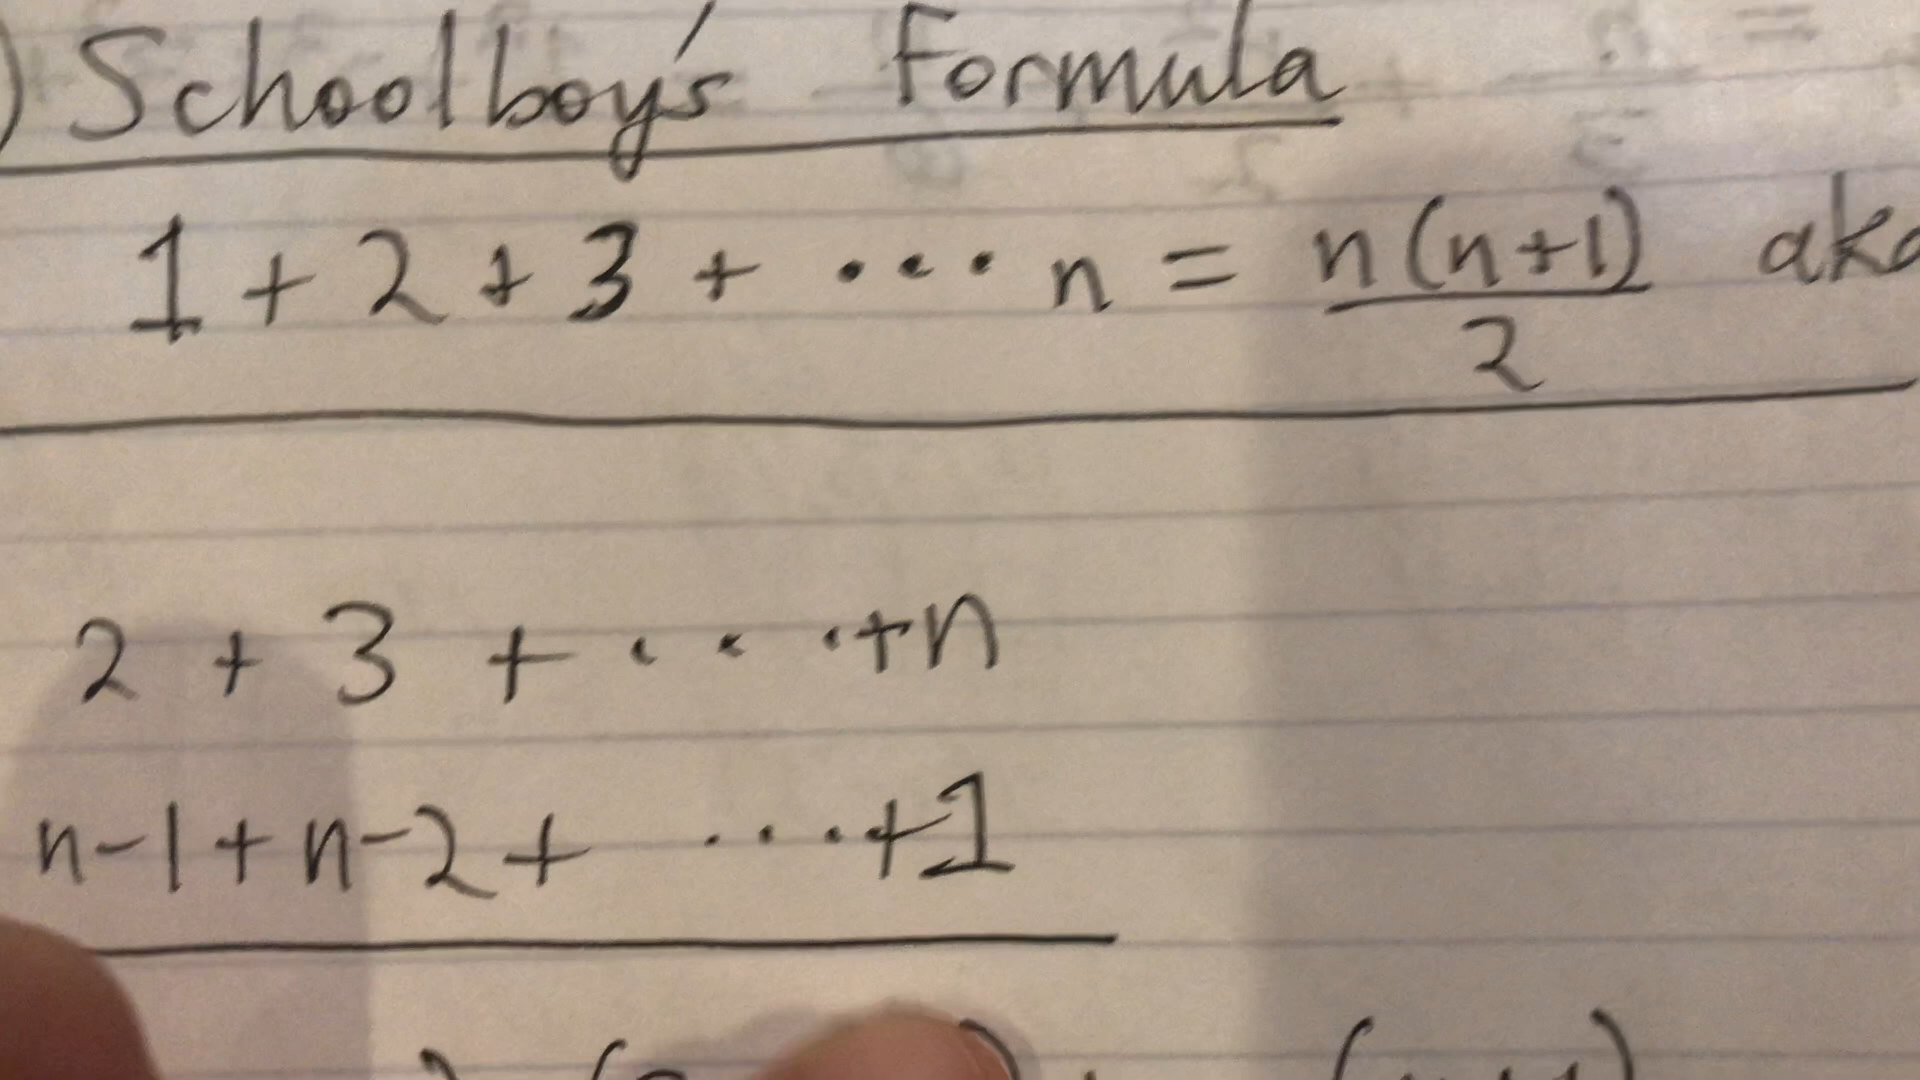 ) Schoolboy's Formula
1 + 2 + 3 + ... n = n(n+1)/2 aka
2 + 3 + ... +n
n-1 + n-2 + ... +1